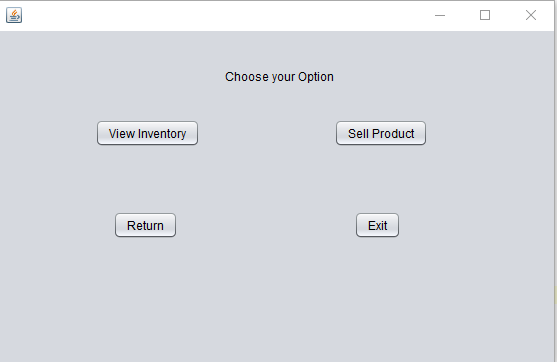 Choose your Option
View Inventory
Sell Product
Return
Exit